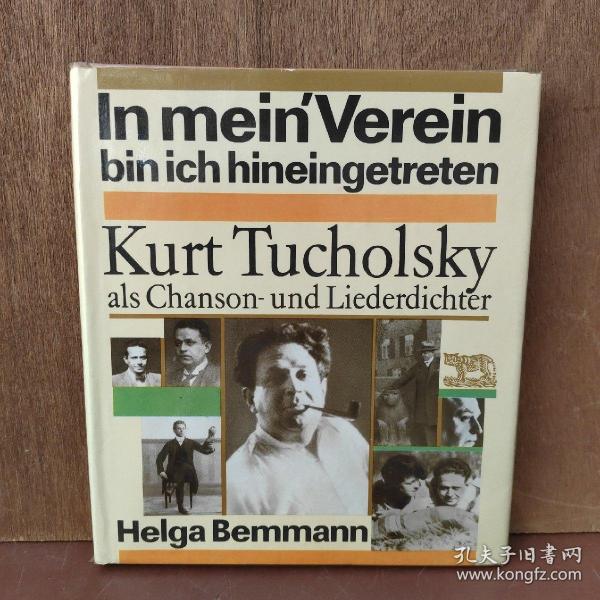 In mein' Verein
bin ich hineingetreten
Kurt Tucholsky
als Chanson- und Liederdichter
Helga Bemmann
孔夫子旧书网
www.kongfz.com